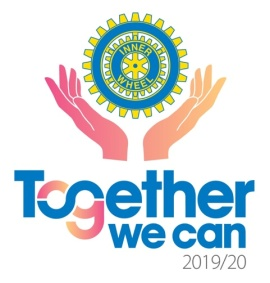 INNER
WHEEL
Together
we can
2019/20